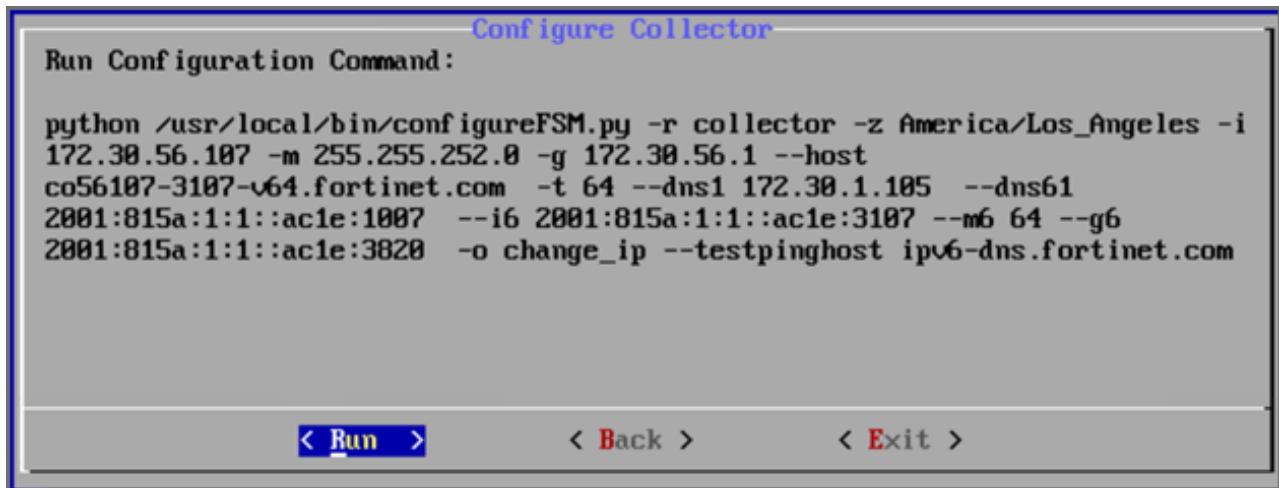 Configure Collector
Run Configuration Command:
python /usr/local/bin/configureFSM.py -r collector -z America/Los_Angeles -i
172.30.56.107 -m 255.255.252.0 -g 172.30.56.1 --host
co56107-3107-v64.fortinet.com -t 64 --dns1 172.30.1.105 --dns61
2001:815a:1:1::ac1e:1007 --i6 2001:815a:1:1::ac1e:3107 --m6 64 --g6
2001:815a:1:1::ac1e:3820 -o change_ip --testpinghost ipv6-dns.fortinet.com
< Run > < Back > < Exit >